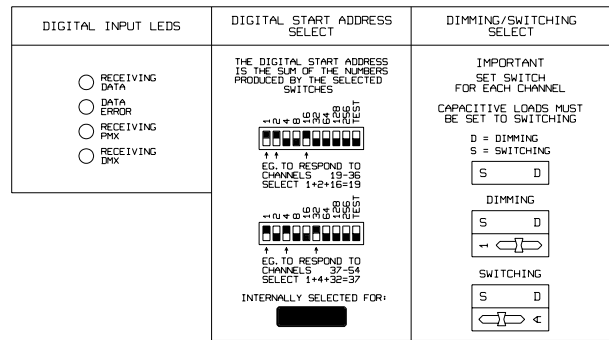 DIGITAL INPUT LEDS
RECEIVING
DATA
DATA
ERROR
RECEIVING
PMX
RECEIVING
DMX
DIGITAL START ADDRESS
SELECT
THE DIGITAL START ADDRESS
IS THE SUM OF THE NUMBERS
PRODUCED BY THE SELECTED
SWITCHES
1 2 4 8 16 32 64 128 256 TEST
EG. TO RESPOND TO
CHANNELS 19-36
SELECT 1+2+16=19
1 2 4 8 16 32 64 128 256 TEST
EG. TO RESPOND TO
CHANNELS 37-54
SELECT 1+4+32=37
INTERNALLY SELECTED FOR:
DIMMING/SWITCHING
SELECT
IMPORTANT
SET SWITCH
FOR EACH CHANNEL
CAPACITIVE LOADS MUST
BE SET TO SWITCHING
D = DIMMING
S = SWITCHING
S D
DIMMING
S D
1
SWITCHING
S D
A